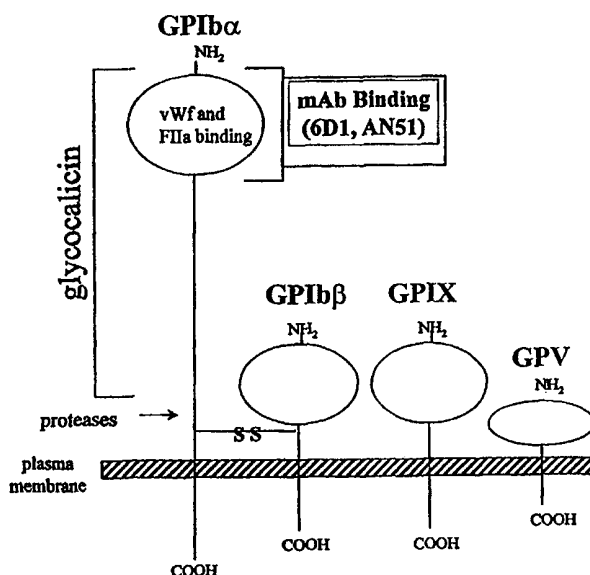 GPIbα
NH2
vWf and
FIIa binding
mAb Binding
(6D1, AN51)
glycocalicin
GPIbβ
NH2
GPIX
NH2
GPV
NH2
proteases
S S
plasma
membrane
COOH
COOH
COOH
COOH